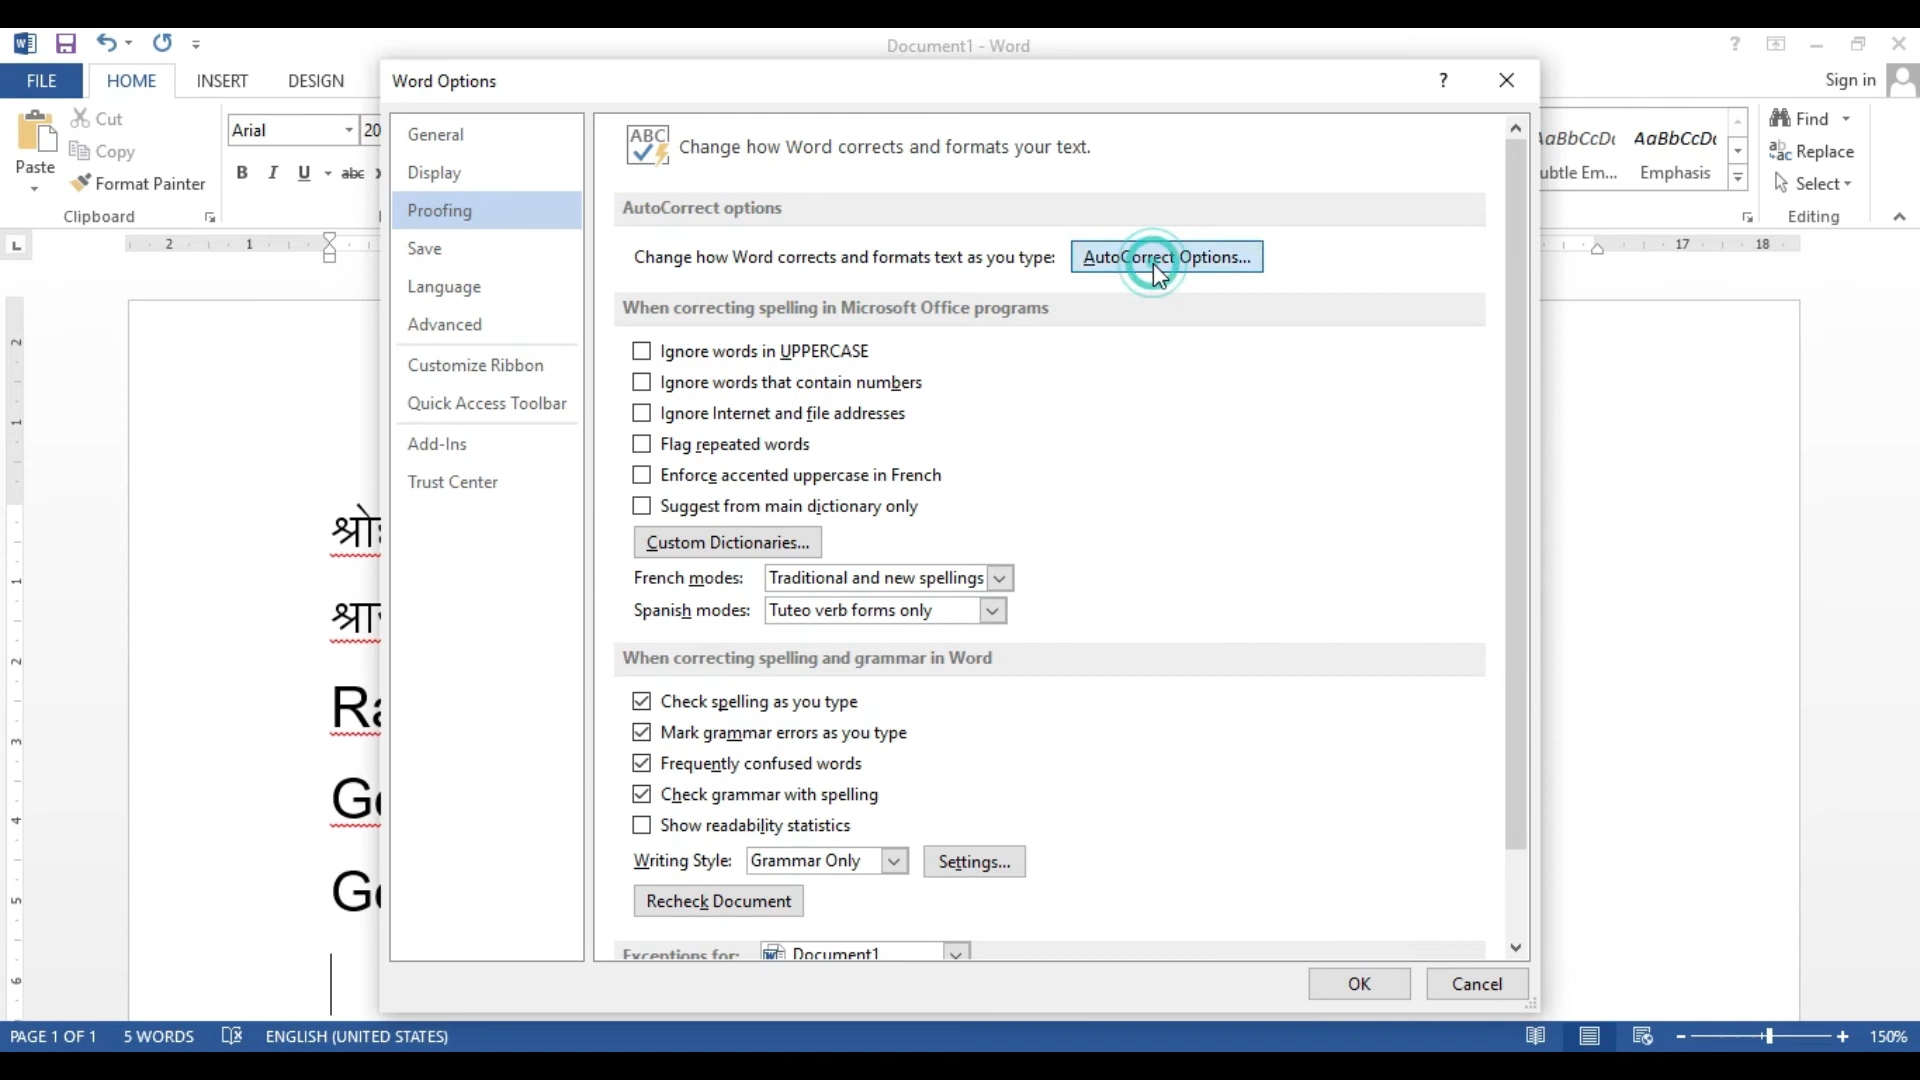 Document1 - Word
FILE
HOME
INSERT
DESIGN
Sign in
Word Options
Paste
Cut
Copy
Format Painter
Clipboard
Arial
20
B I U abc
AaBbCcDc
Emphasis
Find
Replace
Select
Editing
2 1 17 18
General
Display
Proofing
Save
Language
Advanced
Customize Ribbon
Quick Access Toolbar
Add-Ins
Trust Center
ABC
Change how Word corrects and formats your text.
AutoCorrect options
Change how Word corrects and formats text as you type: AutoCorrect Options...
When correcting spelling in Microsoft Office programs
Ignore words in UPPERCASE
Ignore words that contain numbers
Ignore Internet and file addresses
Flag repeated words
Enforce accented uppercase in French
Suggest from main dictionary only
Custom Dictionaries...
French modes: Traditional and new spellings
Spanish modes: Tuteo verb forms only
When correcting spelling and grammar in Word
Check spelling as you type
Mark grammar errors as you type
Frequently confused words
Check grammar with spelling
Show readability statistics
Writing Style: Grammar Only Settings...
Recheck Document
Exceptions for: Document1
OK Cancel
PAGE 1 OF 1 5 WORDS ENGLISH (UNITED STATES) 150%